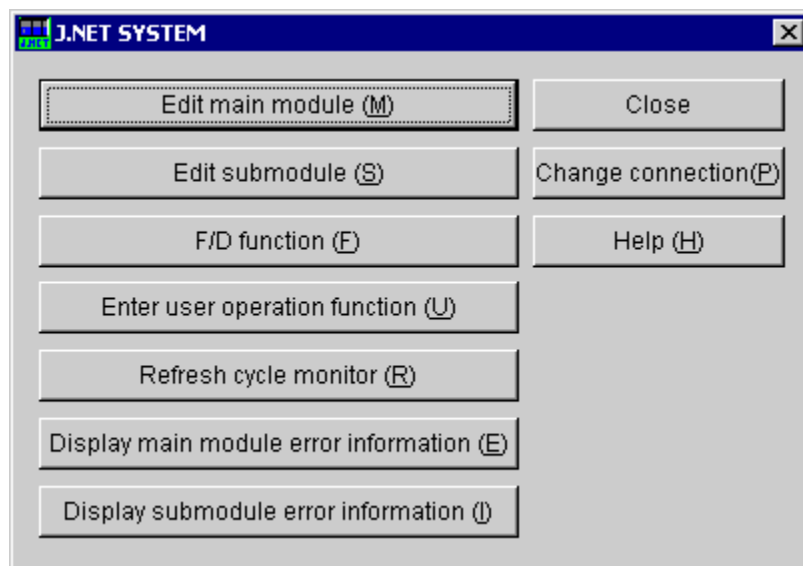 J.NET SYSTEM
Edit main module (M)
Close
Edit submodule (S)
Change connection(P)
F/D function (F)
Help (H)
Enter user operation function (U)
Refresh cycle monitor (R)
Display main module error information (E)
Display submodule error information (I)
J.NET